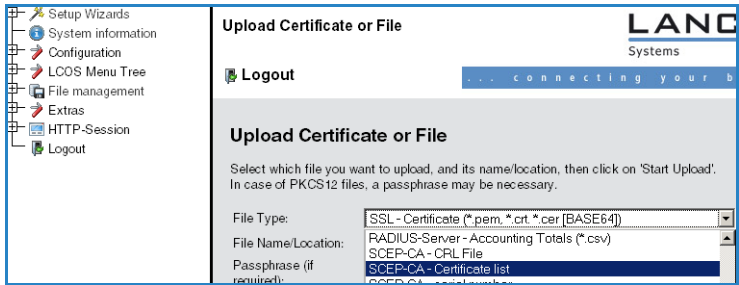 Setup Wizards
System information
Configuration
LCOS Menu Tree
File management
Extras
HTTP-Session
Logout
Upload Certificate or File
LANC
Systems
Logout
... connecting your b
Upload Certificate or File
Select which file you want to upload, and its name/location, then click on 'Start Upload'.
In case of PKCS12 files, a passphrase may be necessary.
File Type:
SSL - Certificate (*.pem, *.crt. *.cer [BASE64])
File Name/Location:
RADIUS-Server - Accounting Totals (*.csv)
SCEP-CA - CRL File
Passphrase (if
SCEP-CA - Certificate list
required):
SCEP-CA - serial number